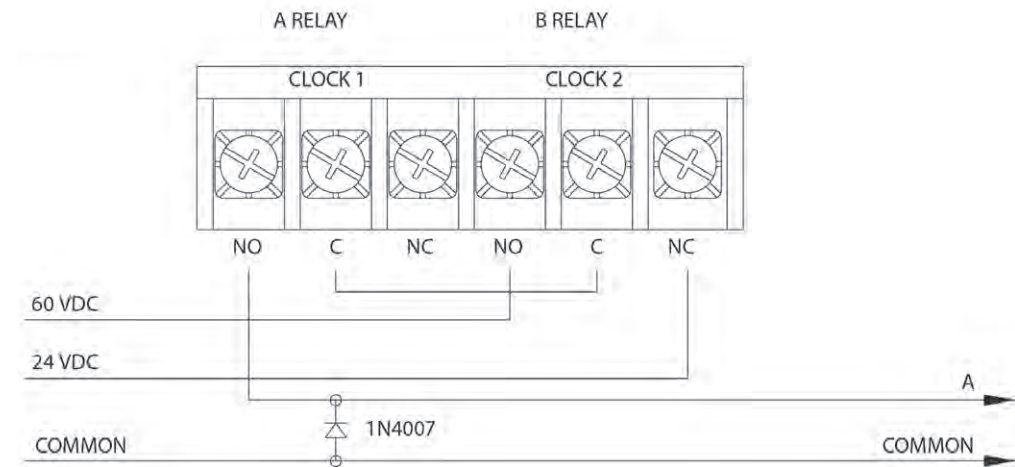 A RELAY B RELAY
CLOCK 1 CLOCK 2
NO C NC NO C NC
60 VDC
24 VDC
A
1N4007
COMMON COMMON